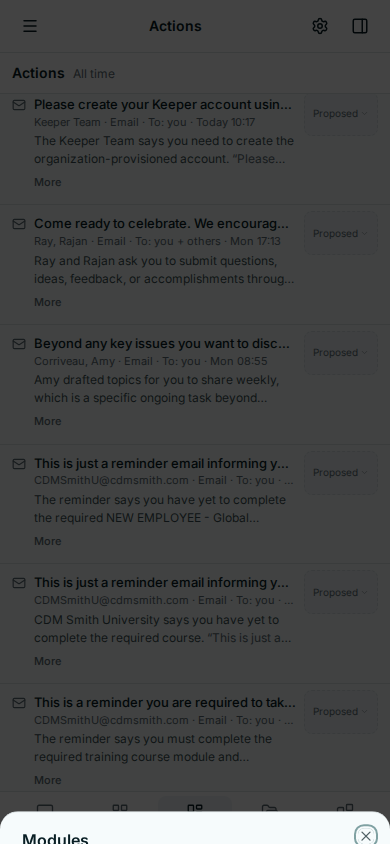 Actions
Actions All time
Please create your Keeper account usin...
Keeper Team · Email · To: you · Today 10:17
Proposed
The Keeper Team says you need to create the
organization-provisioned account. "Please...
More
Come ready to celebrate. We encourag...
Ray, Rajan · Email · To: you + others · Mon 17:13
Proposed
Ray and Rajan ask you to submit questions,
ideas, feedback, or accomplishments throug...
More
Beyond any key issues you want to disc...
Corriveau, Amy · Email · To: you · Mon 08:55
Proposed
Amy drafted topics for you to share weekly,
which is a specific ongoing task beyond...
More
This is just a reminder email informing y...
CDMSmithU@cdmsmith.com · Email · To: you · ...
Proposed
The reminder says you have yet to complete
the required NEW EMPLOYEE - Global...
More
This is just a reminder email informing y...
CDMSmithU@cdmsmith.com · Email · To: you · ...
Proposed
CDM Smith University says you have yet to
complete the required course. "This is just a...
More
This is a reminder you are required to tak...
CDMSmithU@cdmsmith.com · Email · To: you · ...
Proposed
The reminder says you must complete the
required training course module and...
More
Modules